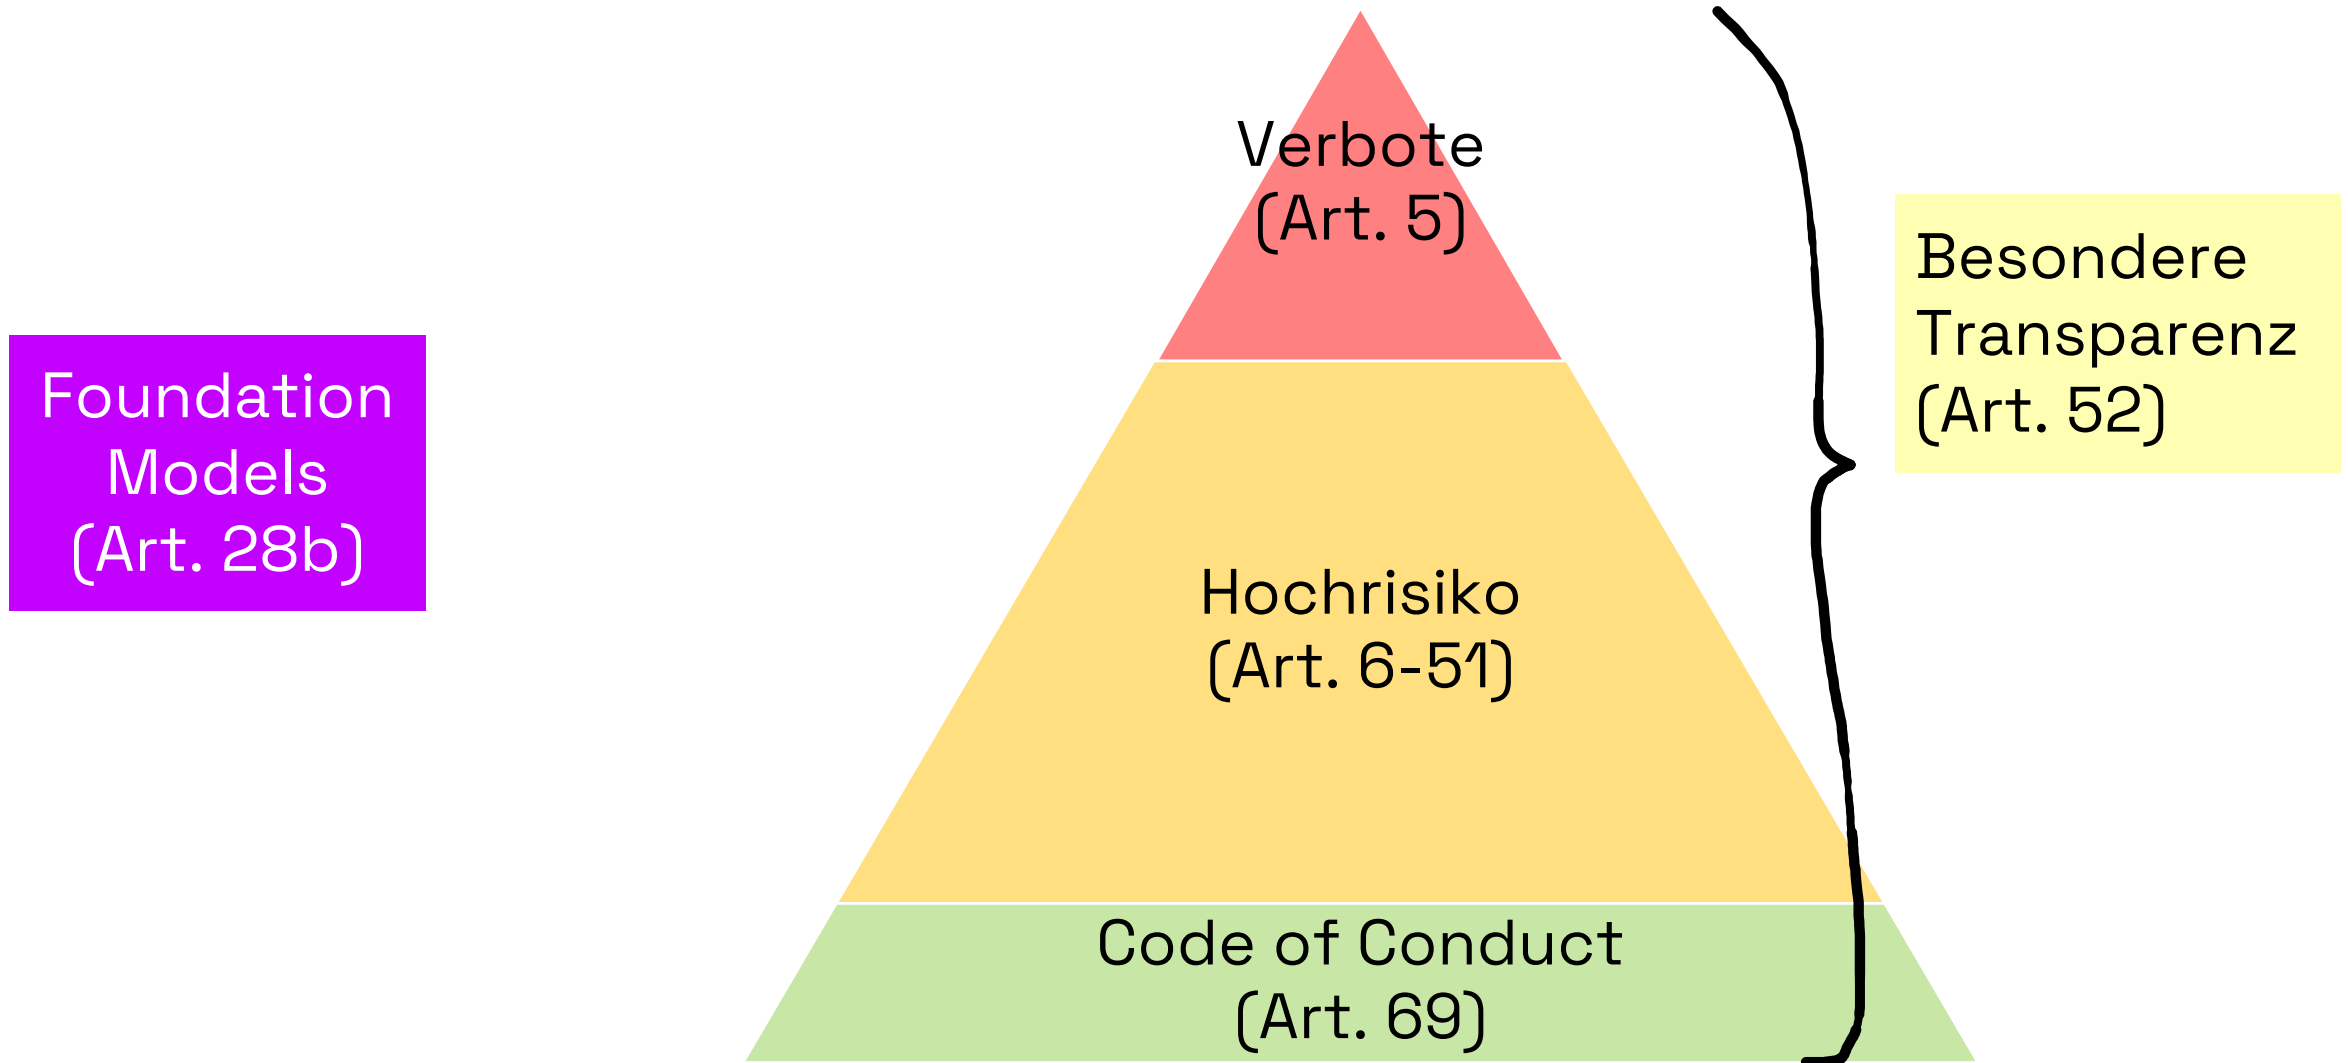 Foundation
Models
(Art. 28b)
Verbote
(Art. 5)
Hochrisiko
(Art. 6-51)
Code of Conduct
(Art. 69)
Besondere
Transparenz
(Art. 52)